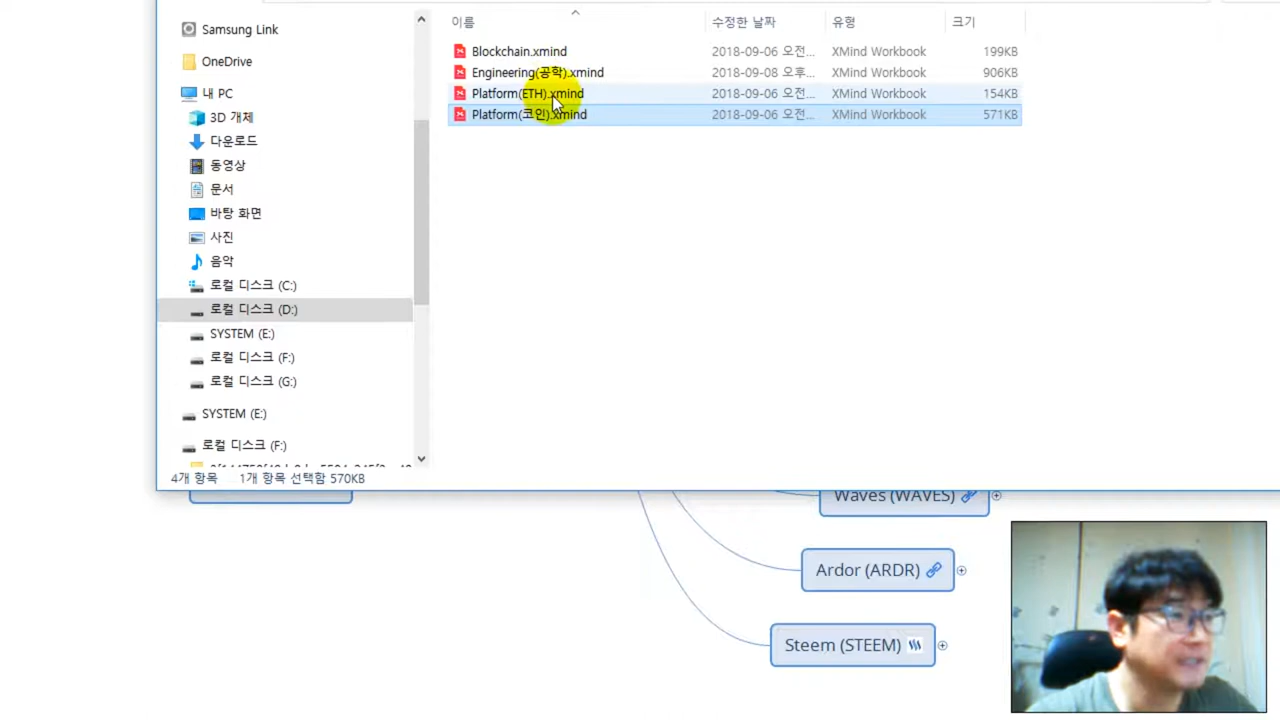 Samsung Link
OneDrive
내 PC
3D 개체
다운로드
동영상
문서
바탕 화면
사진
음악
로컬 디스크 (C:)
로컬 디스크 (D:)
SYSTEM (E:)
로컬 디스크 (F:)
로컬 디스크 (G:)
SYSTEM (E:)
로컬 디스크 (F:)
이름 수정한 날짜 유형 크기
Blockchain.xmind 2018-09-06 오전... XMind Workbook 199KB
Engineering(공학).xmind 2018-09-08 오후... XMind Workbook 906KB
Platform(ETH).xmind 2018-09-06 오전... XMind Workbook 154KB
Platform(코인).xmind 2018-09-06 오전... XMind Workbook 571KB
4개 항목 1개 항목 선택함 570KB
Waves (WAVES)
Ardor (ARDR)
Steem (STEEM)